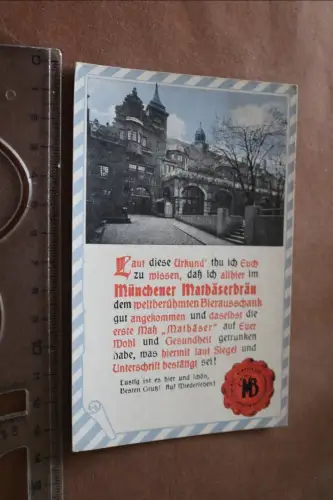 Laut diese Urkund' thu ich Euch
zu wissen, daß ich allhier im
Münchener Mathäserbräu
dem weltberühmten Bierausschank
gut angekommen und daselbst die
erste Maß „Mathäser" auf Euer
Wohl und Gesundheit getrunken
habe, was hiermit laut Siegel und
Unterschrift bestätigt sei!
Lustig ist es hier und schön,
Besten Gruß! Auf Wiedersehen!
MB